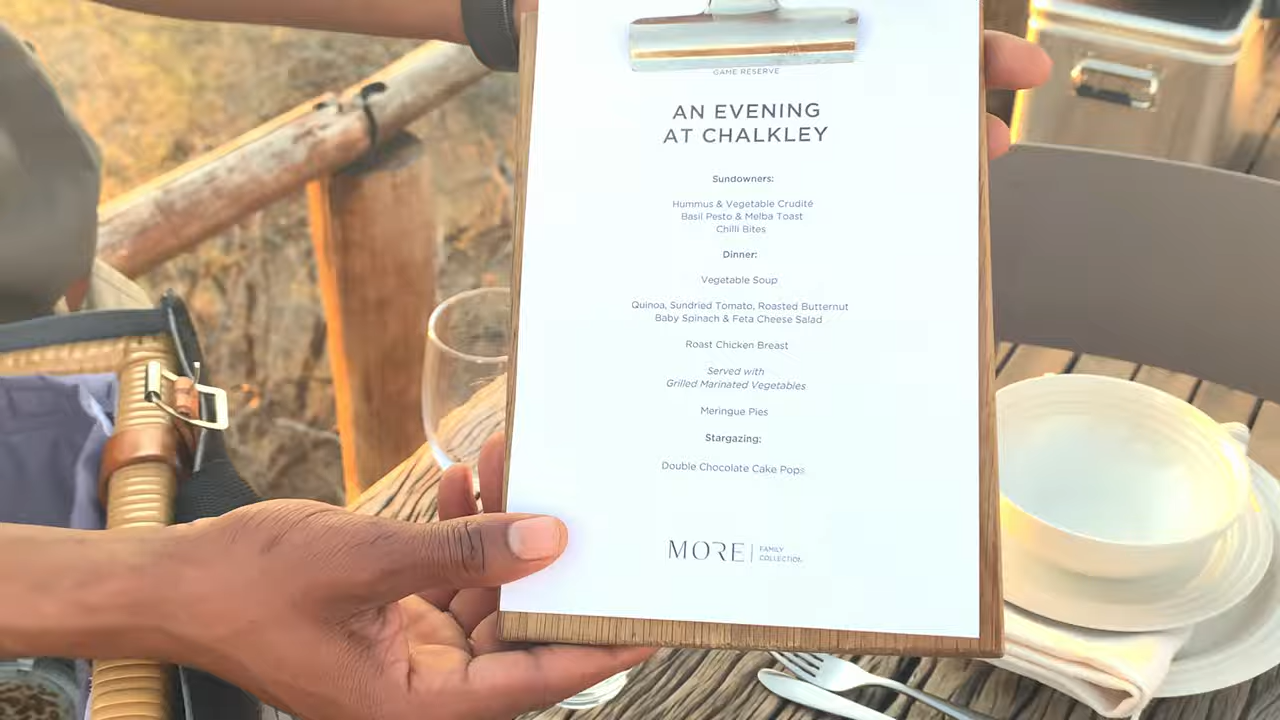 GAME RESERVE
AN EVENING
AT CHALKLEY
Sundowners:
Hummus & Vegetable Crudité
Basil Pesto & Melba Toast
Chilli Bites
Dinner:
Vegetable Soup
Quinoa, Sundried Tomato, Roasted Butternut
Baby Spinach & Feta Cheese Salad
Roast Chicken Breast
Served with
Grilled Marinated Vegetables
Meringue Pies
Stargazing:
Double Chocolate Cake Pops
MORE
FAMILY
COLLECTION